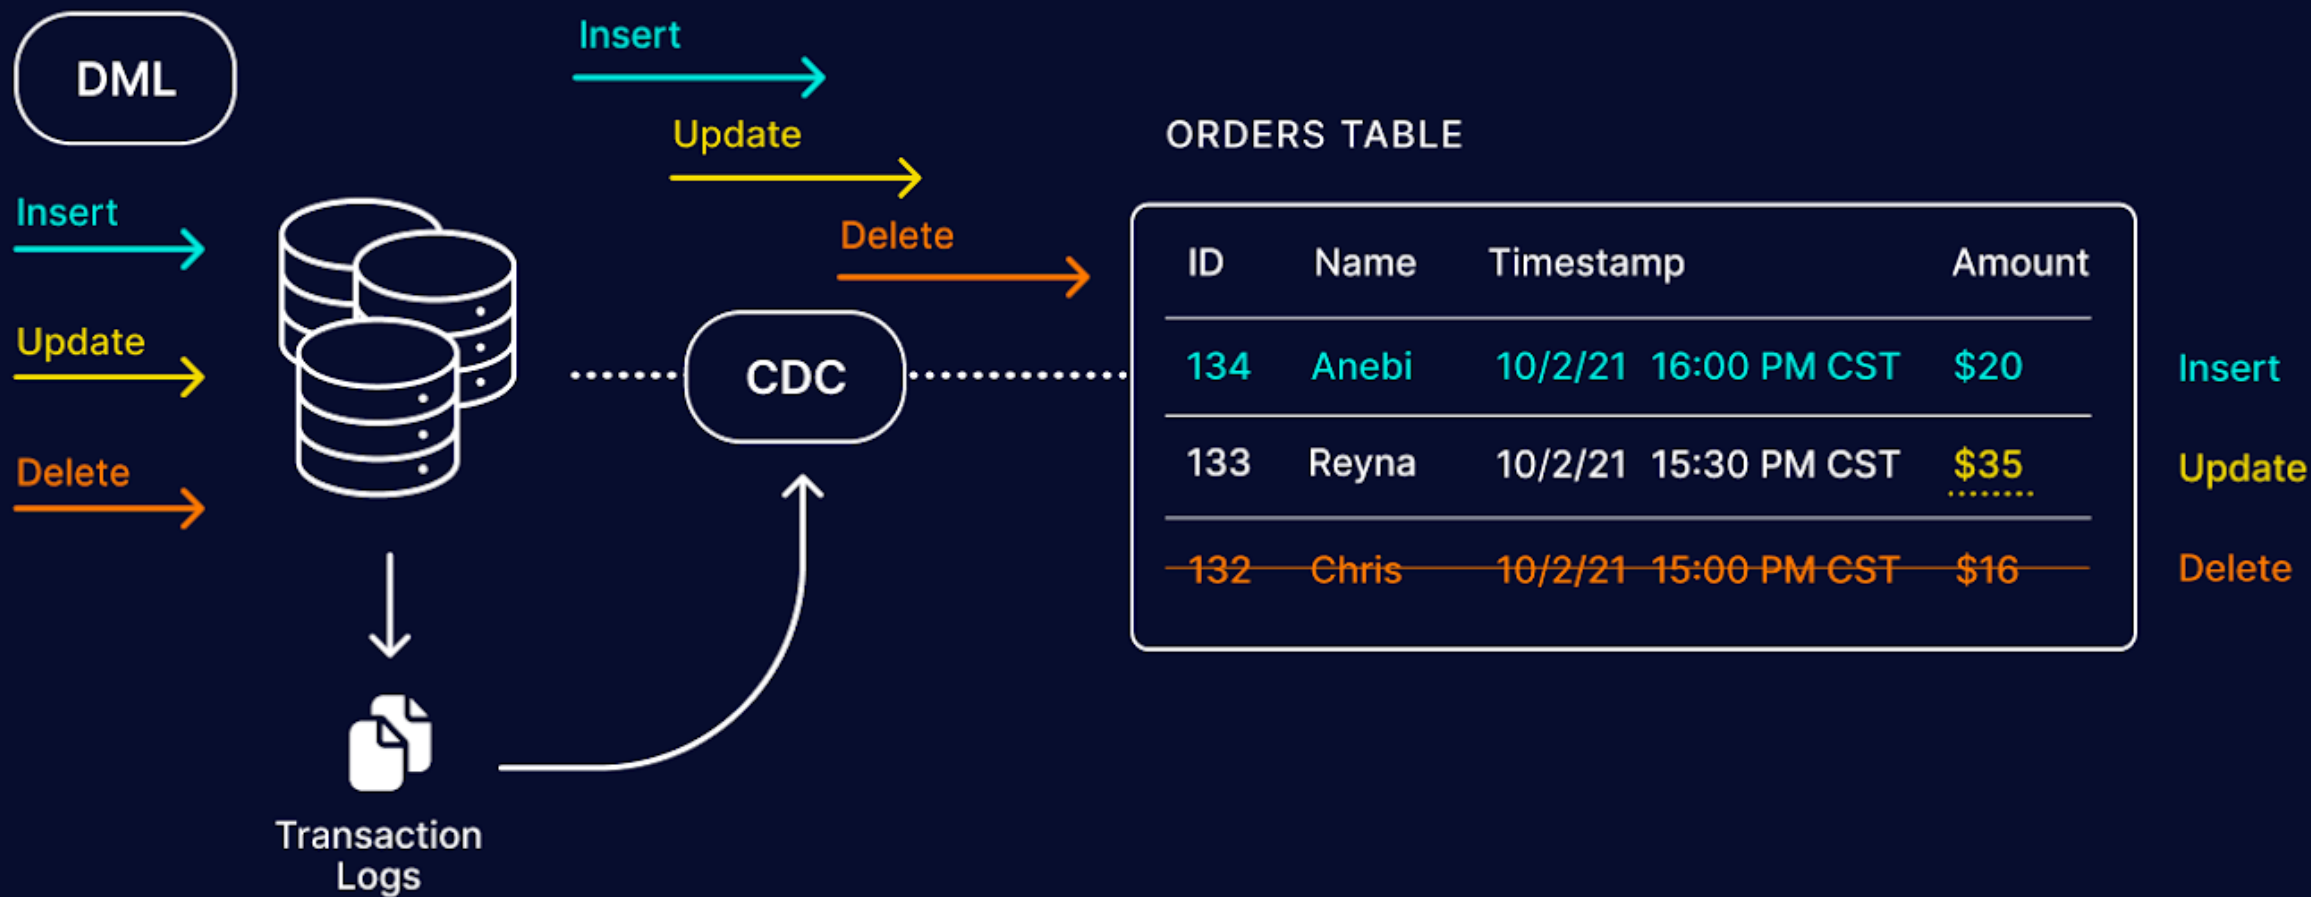 DML
Insert
Update
Delete
Transaction
Logs
Insert
Update
Delete
CDC
ORDERS TABLE
ID Name Timestamp Amount
134 Anebi 10/2/21 16:00 PM CST $20 Insert
133 Reyna 10/2/21 15:30 PM CST $35 Update
132 Chris 10/2/21 15:00 PM CST $16 Delete